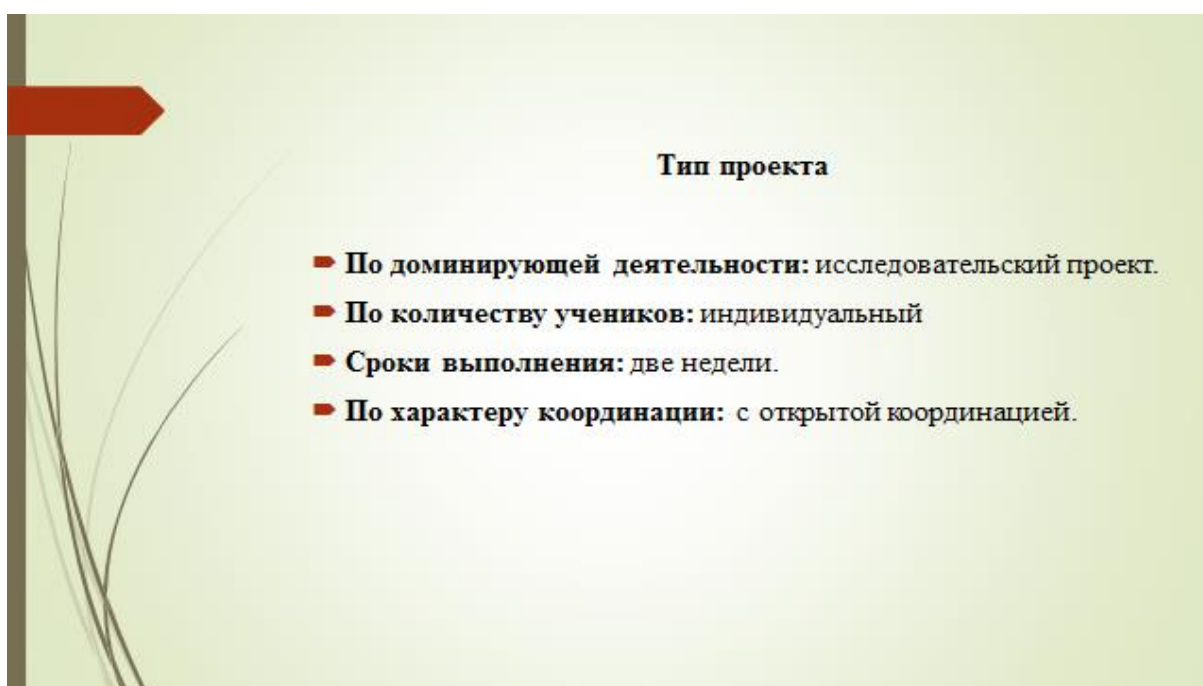 Тип проекта
По доминирующей деятельности: исследовательский проект.
По количеству учеников: индивидуальный
Сроки выполнения: две недели.
По характеру координации: с открытой координацией.